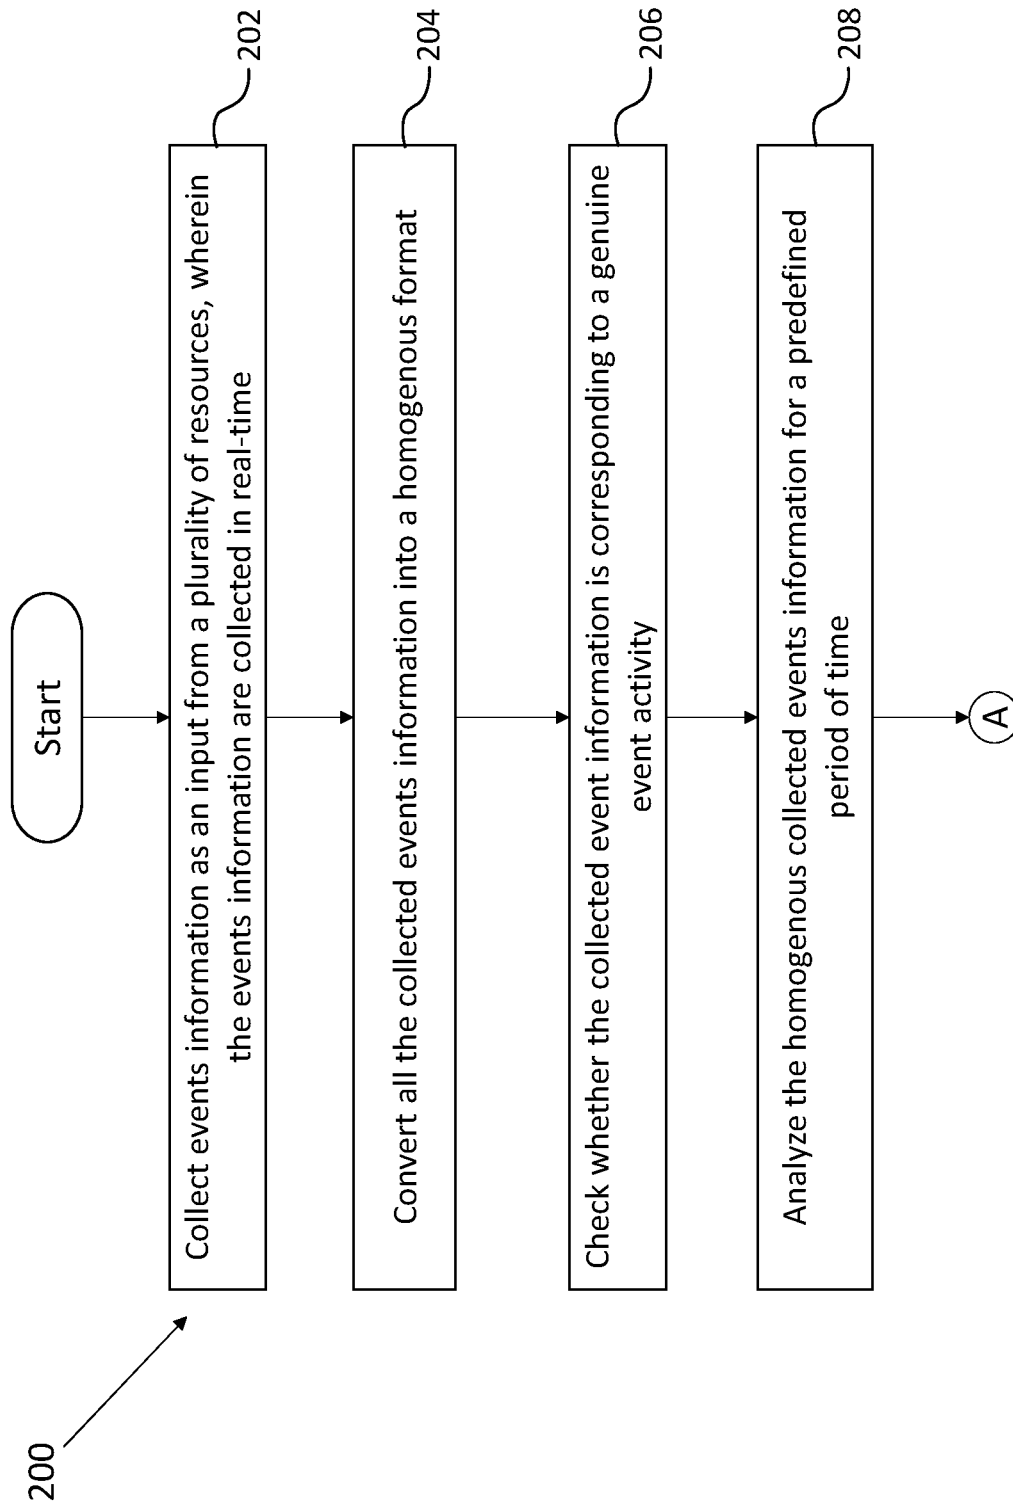 200
Start
Collect events information as an input from a plurality of resources, wherein
the events information are collected in real-time
202
Convert all the collected events information into a homogenous format
204
Check whether the collected event information is corresponding to a genuine
event activity
206
Analyze the homogenous collected events information for a predefined
period of time
208
A